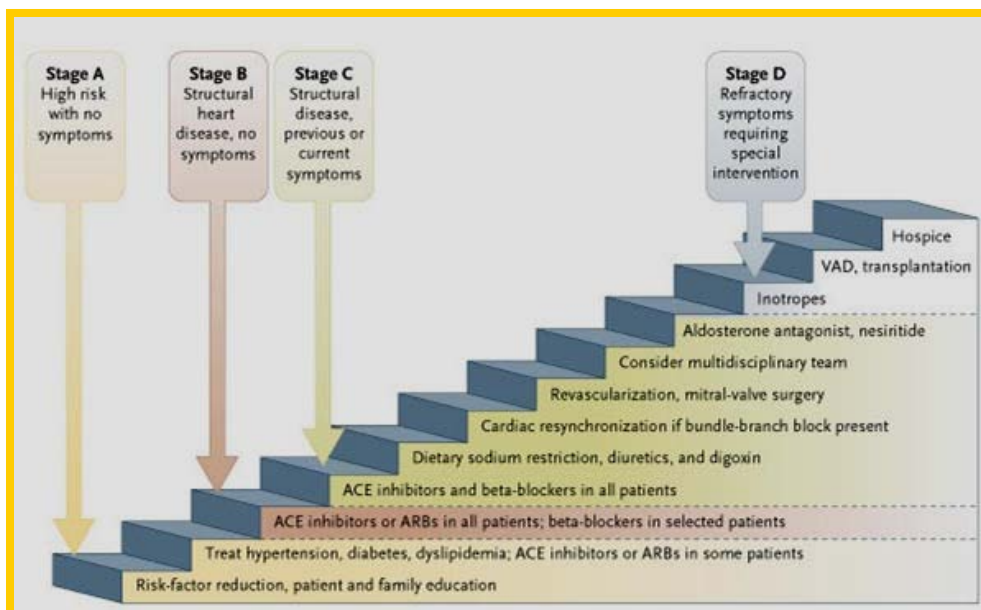 Stage A
High risk
with no
symptoms
Stage B
Structural
heart
disease, no
symptoms
Stage C
Structural
disease,
previous or
current
symptoms
Stage D
Refractory
symptoms
requiring
special
intervention
Hospice
VAD, transplantation
Inotropes
Aldosterone antagonist, nesiritide
Consider multidisciplinary team
Revascularization, mitral-valve surgery
Cardiac resynchronization if bundle-branch block present
Dietary sodium restriction, diuretics, and digoxin
ACE inhibitors and beta-blockers in all patients
ACE inhibitors or ARBs in all patients; beta-blockers in selected patients
Treat hypertension, diabetes, dyslipidemia; ACE inhibitors or ARBs in some patients
Risk-factor reduction, patient and family education